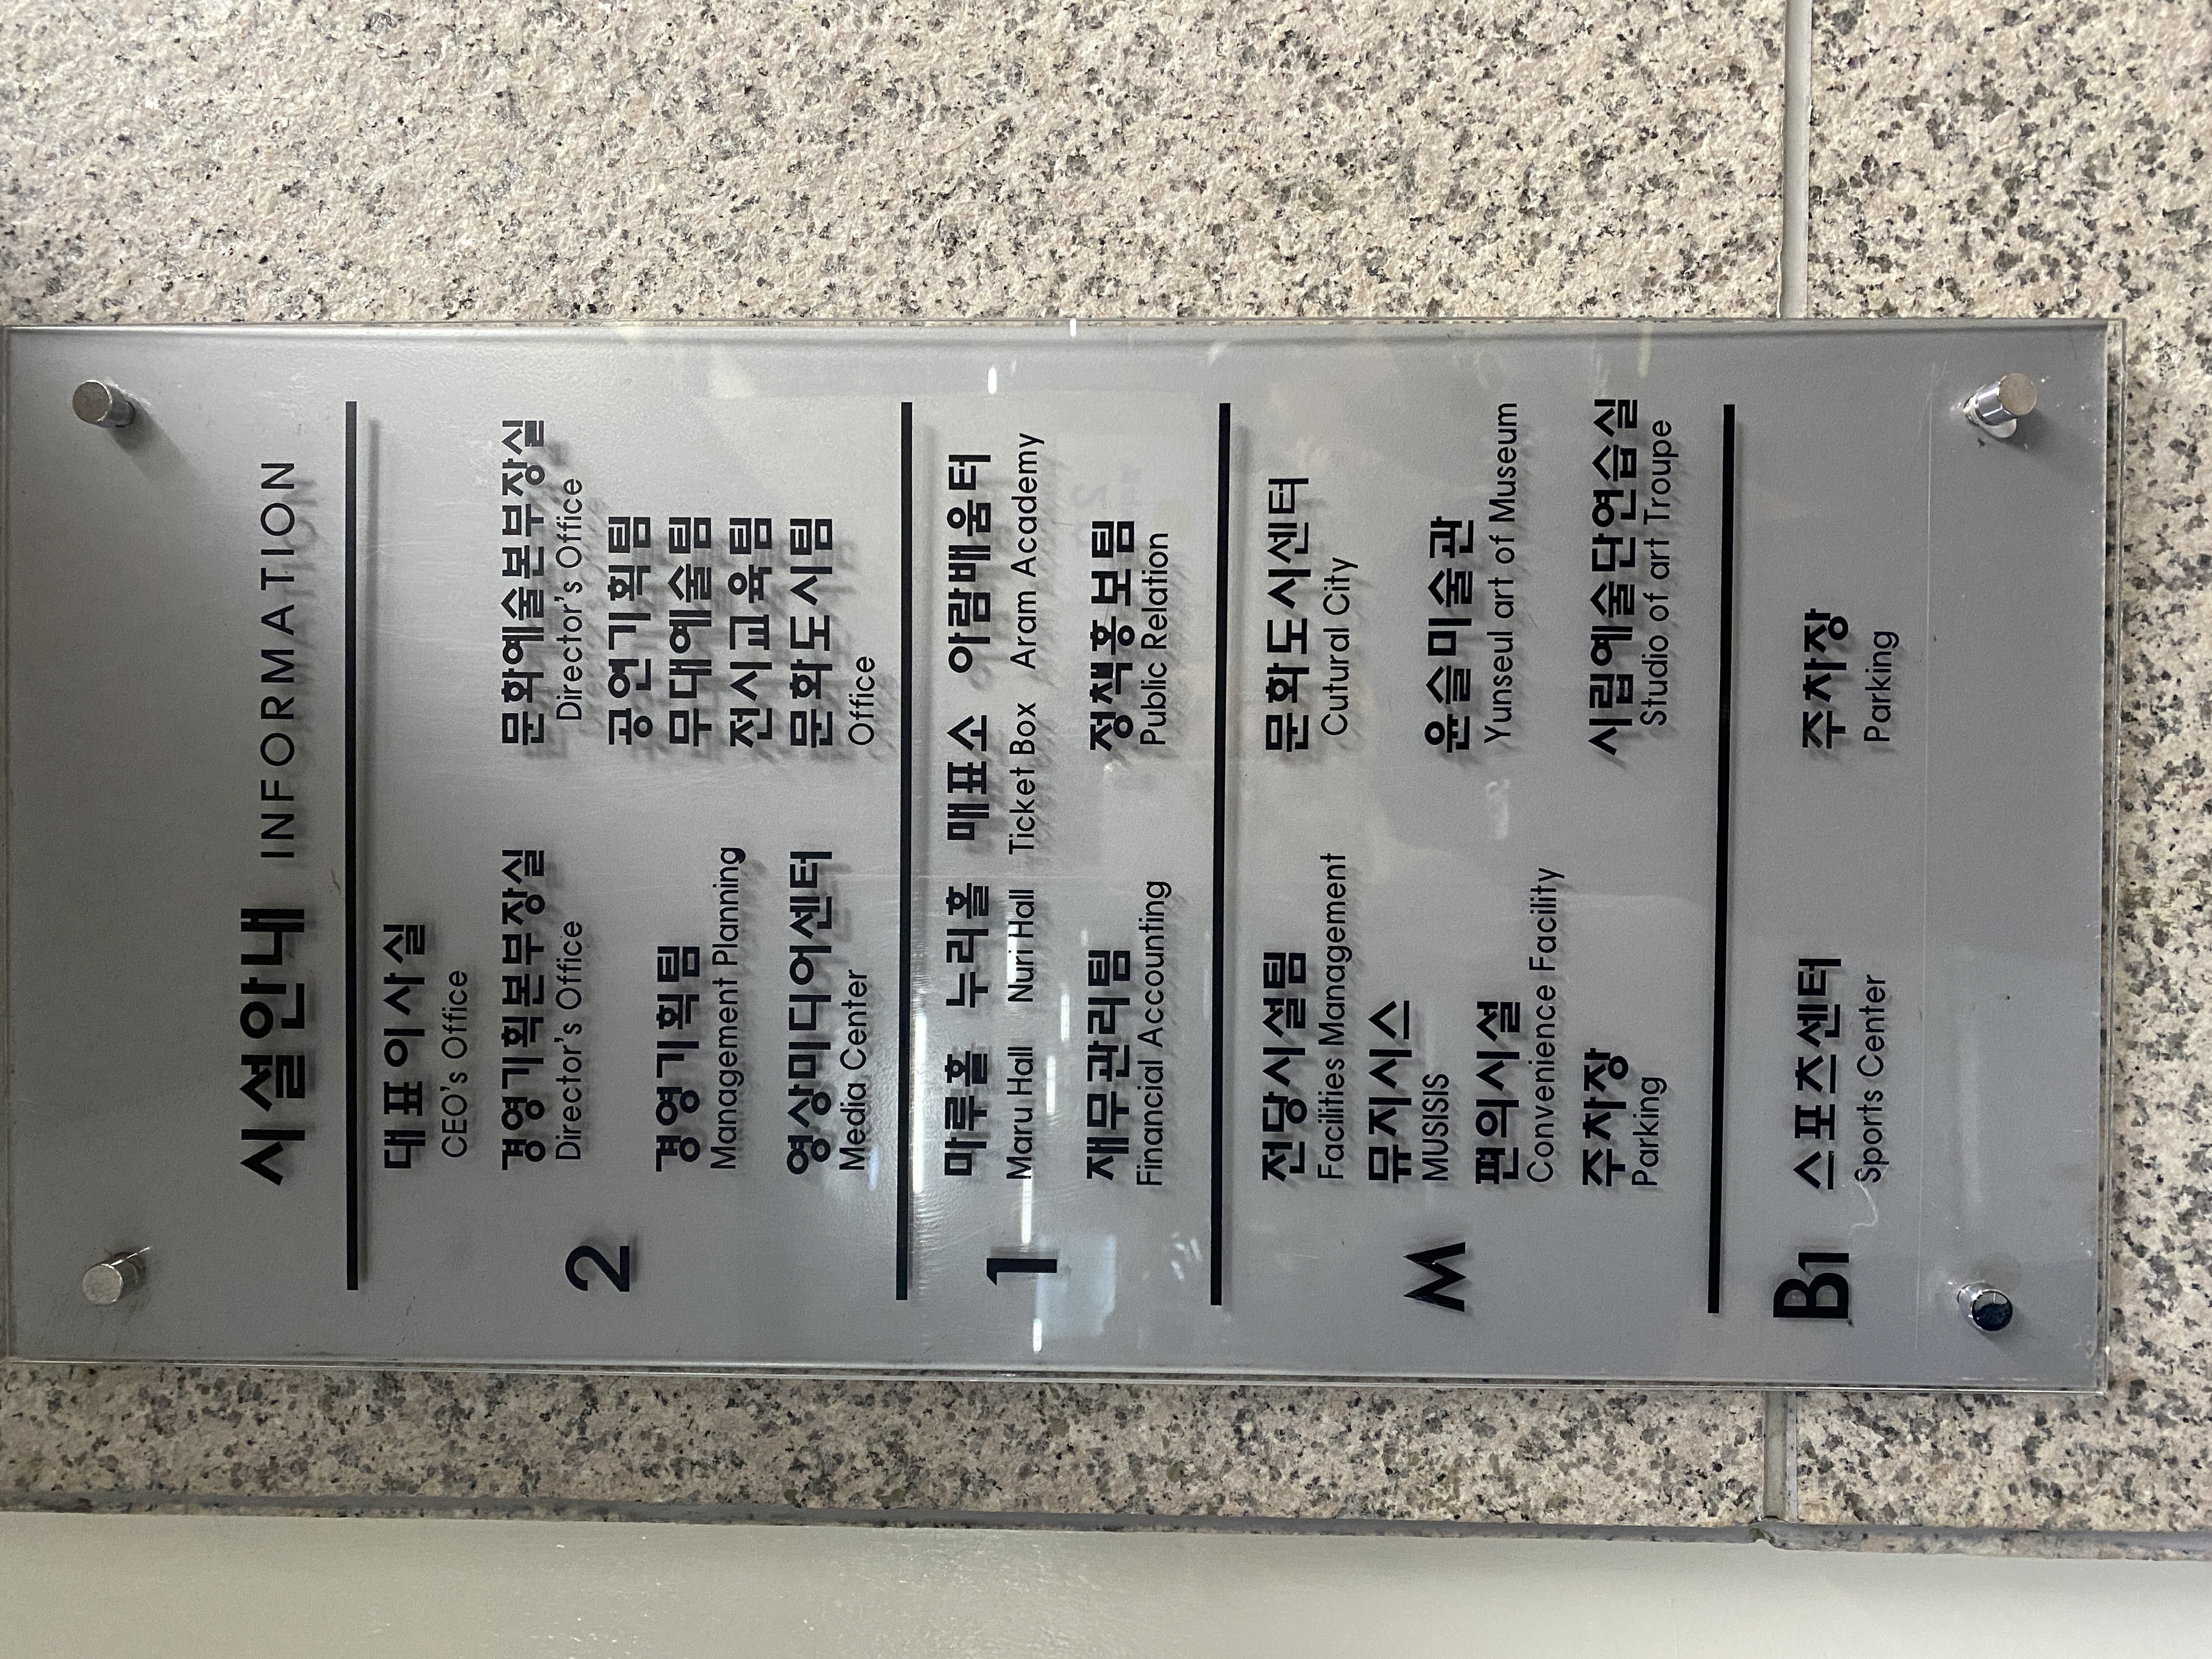 시설안내 INFORMATION
대표이사실
CEO's Office
2
경영기획본부장실
Director's Office
경영기획팀
Management Planning
영상미디어센터
Media Center
문화예술본부장실
Director's Office
공연기획팀
무대예술팀
전시교육팀
문화도시팀
Office
1
마루홀 누리홀 매표소 아람배움터
Maru Hall Nuri Hall Ticket Box Aram Academy
재무관리팀
Financial Accounting
정책홍보팀
Public Relation
M
전당시설팀
Facilities Management
뮤지시스
MUSISIS
편의시설
Convenience Facility
주차장
Parking
문화도시센터
Cutural City
윤슬미술관
Yunseul art of Museum
시립예술단연습실
Studio of art Troupe
B1
스포츠센터
Sports Center
주차장
Parking